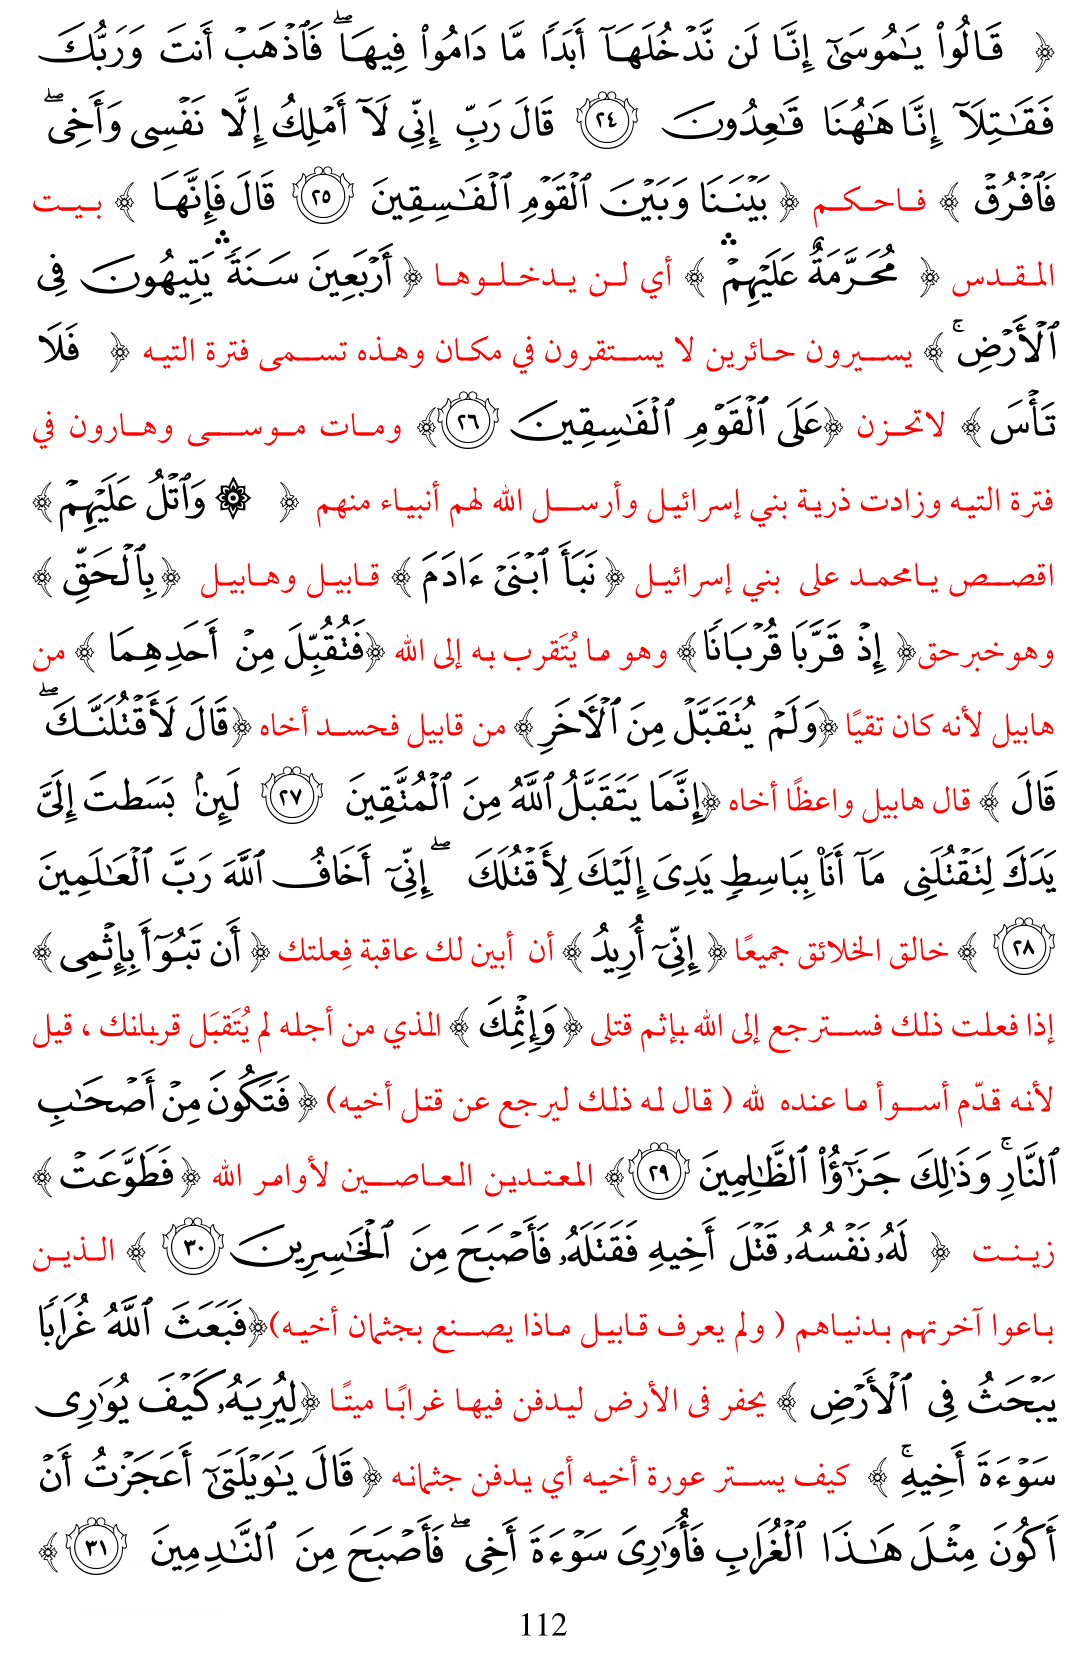 ﴿ قَالُوا۟ يَـٰمُوسَىٰٓ إِنَّا لَن نَّدۡخُلَهَآ أَبَدࣰا مَّا دَامُوا۟ فِيهَا ۖ فَٱذۡهَبۡ أَنتَ وَرَبُّكَ
فَقَـٰتِلَآ إِنَّا هَـٰهُنَا قَـٰعِدُونَ ٢٤ قَالَ رَبِّ إِنِّى لَآ أَمۡلِكُ إِلَّا نَفۡسِى وَأَخِى ۖ
فَٱفۡرُقۡ ﴾ فاحكم ﴿ بَيۡنَنَا وَبَيۡنَ ٱلۡقَوۡمِ ٱلۡفَـٰسِقِينَ ٢٥ قَالَ فَإِنَّهَا ﴾ بيت
المقدس ﴿ مُحَرَّمَةٌ عَلَيۡهِمۡۛ ﴾ أي لن يدخلوها ﴿ أَرۡبَعِينَ سَنَةࣰۛ يَتِيهُونَ فِى
ٱلۡأَرۡضِ ۚ ﴾ يسيرون حائرين لا يستقرون في مكان وهذه تسمى فترة التيه ﴿ فَلَا
تَأۡسَ ﴾ لاتحزن ﴿عَلَى ٱلۡقَوۡمِ ٱلۡفَـٰسِقِينَ ٢٦﴾ ومات موسى وهارون في
فترة التيه وزادت ذرية بني إسرائيل وأرسل الله لهم أنبياء منهم ﴿ ۞ وَٱتۡلُ عَلَيۡهِمۡ ﴾
اقصص يامحمد على بني إسرائيل ﴿ نَبَأَ ٱبۡنَىۡ ءَادَمَ ﴾ قابيل وهابيل ﴿بِٱلۡحَقِّ ﴾
وهوخبرحق﴿ إِذۡ قَرَّبَا قُرۡبَانࣰا﴾ وهو ما يُتَقرب به إلى الله ﴿فَتُقُبِّلَ مِنۡ أَحَدِهِمَا ﴾ من
هابيل لأنه كان تقيًا ﴿وَلَمۡ يُتَقَبَّلۡ مِنَ ٱلۡأَخَرِ ﴾ من قابيل فحسد أخاه ﴿قَالَ لَأَقۡتُلَنَّكَ ۖ
قَالَ ﴾ قال هابيل واعظًا أخاه ﴿إِنَّمَا يَتَقَبَّلُ ٱللَّهُ مِنَ ٱلۡمُتَّقِينَ ٢٧ لَئِنۢ بَسَطتَ إِلَىَّ
يَدَكَ لِتَقۡتُلَنِى مَآ أَنَا۠ بِبَاسِطࣲ يَدِىَ إِلَيۡكَ لِأَقۡتُلَكَ ۖ إِنِّىٓ أَخَافُ ٱللَّهَ رَبَّ ٱلۡعَـٰلَمِينَ
٢٨ ﴾ خالق الخلائق جميعًا ﴿ إِنِّىٓ أُرِيدُ ﴾ أن أبين لك عاقبة فِعلتك ﴿ أَن تَبُوٓأَ بِإِثۡمِى ﴾
إذا فعلت ذلك فسترجع إلى الله بإثم قتلى ﴿ وَإِثۡمِكَ ﴾ الذي من أجله لم يُتَقبَل قربانك ، قيل
لأنه قدّم أسوأ ما عنده لله ( قال له ذلك ليرجع عن قتل أخيه) ﴿ فَتَكُونَ مِنۡ أَصۡحَـٰبِ
ٱلنَّارِ ۚ وَذَٰلِكَ جَزَٰٓؤُا۟ ٱلظَّـٰلِمِينَ ٢٩﴾ المعتدين العاصين لأوامر الله ﴿ فَطَوَّعَتۡ ﴾
زينت ﴿ لَهُۥ نَفۡسُهُۥ قَتۡلَ أَخِيهِ فَقَتَلَهُۥ فَأَصۡبَحَ مِنَ ٱلۡخَـٰسِرِينَ ٣٠ ﴾ الذين
باعوا آخرتهم بدنياهم ( ولم يعرف قابيل ماذا يصنع بجثمان أخيه)﴿فَبَعَثَ ٱللَّهُ غُرَابࣰا
يَبۡحَثُ فِى ٱلۡأَرۡضِ ﴾ يحفر فى الأرض ليدفن فيها غرابًا ميتًا ﴿لِيُرِيَهُۥ كَيۡفَ يُوَٰرِى
سَوۡءَةَ أَخِيهِ ۚ ﴾ كيف يستر عورة أخيه أي يدفن جثمانه ﴿ قَالَ يَـٰوَيۡلَتَىٰٓ أَعَجَزۡتُ أَنۡ
أَكُونَ مِثۡلَ هَـٰذَا ٱلۡغُرَابِ فَأُوَٰرِىَ سَوۡءَةَ أَخِى ۖ فَأَصۡبَحَ مِنَ ٱلنَّـٰدِمِينَ ٣١ ﴾
112